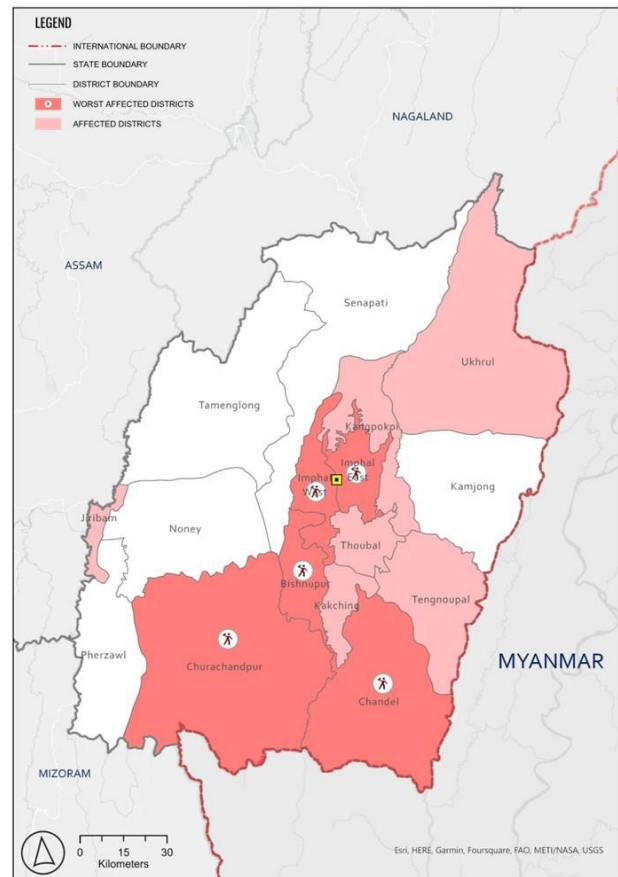 LEGEND
INTERNATIONAL BOUNDARY
STATE BOUNDARY
DISTRICT BOUNDARY
WORST AFFECTED DISTRICTS
AFFECTED DISTRICTS
NAGALAND
ASSAM
Senapati
Ukhrul
Tamenglong
Kangpokpi
Imphal
East
Imphal
West
Kamjong
Jiribam
Noney
Thoubal
Bishnupur
Kakching
Tengnoupal
Pherzawl
Churachandpur
MYANMAR
Chandel
MIZORAM
0 15 30
Kilometers
Esri, HERE, Garmin, Foursquare, FAO, METI/NASA, USGS